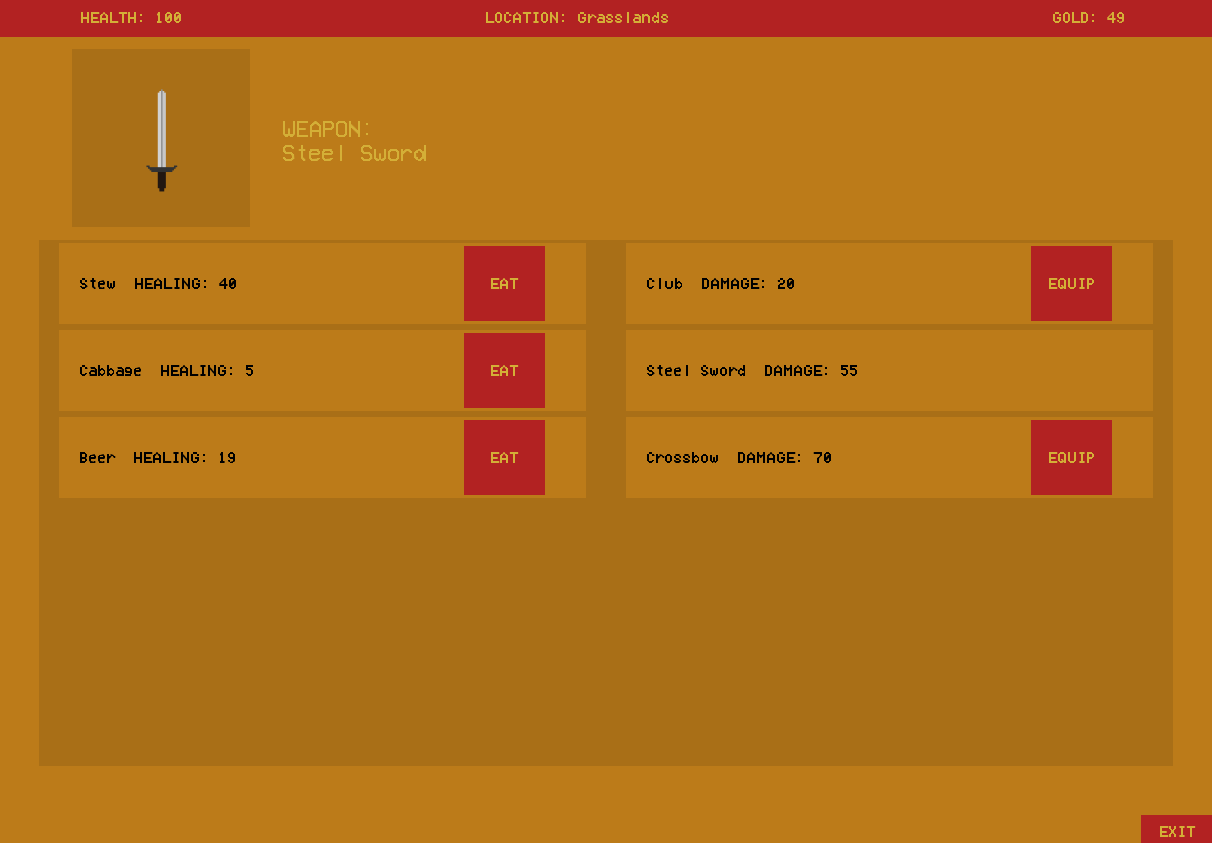 HEALTH: 100 LOCATION: Grasslands GOLD: 49
WEAPON:
Steel Sword
Stew HEALING: 40 EAT
Club DAMAGE: 20 EQUIP
Cabbage HEALING: 5 EAT
Steel Sword DAMAGE: 55
Beer HEALING: 19 EAT
Crossbow DAMAGE: 70 EQUIP
EXIT